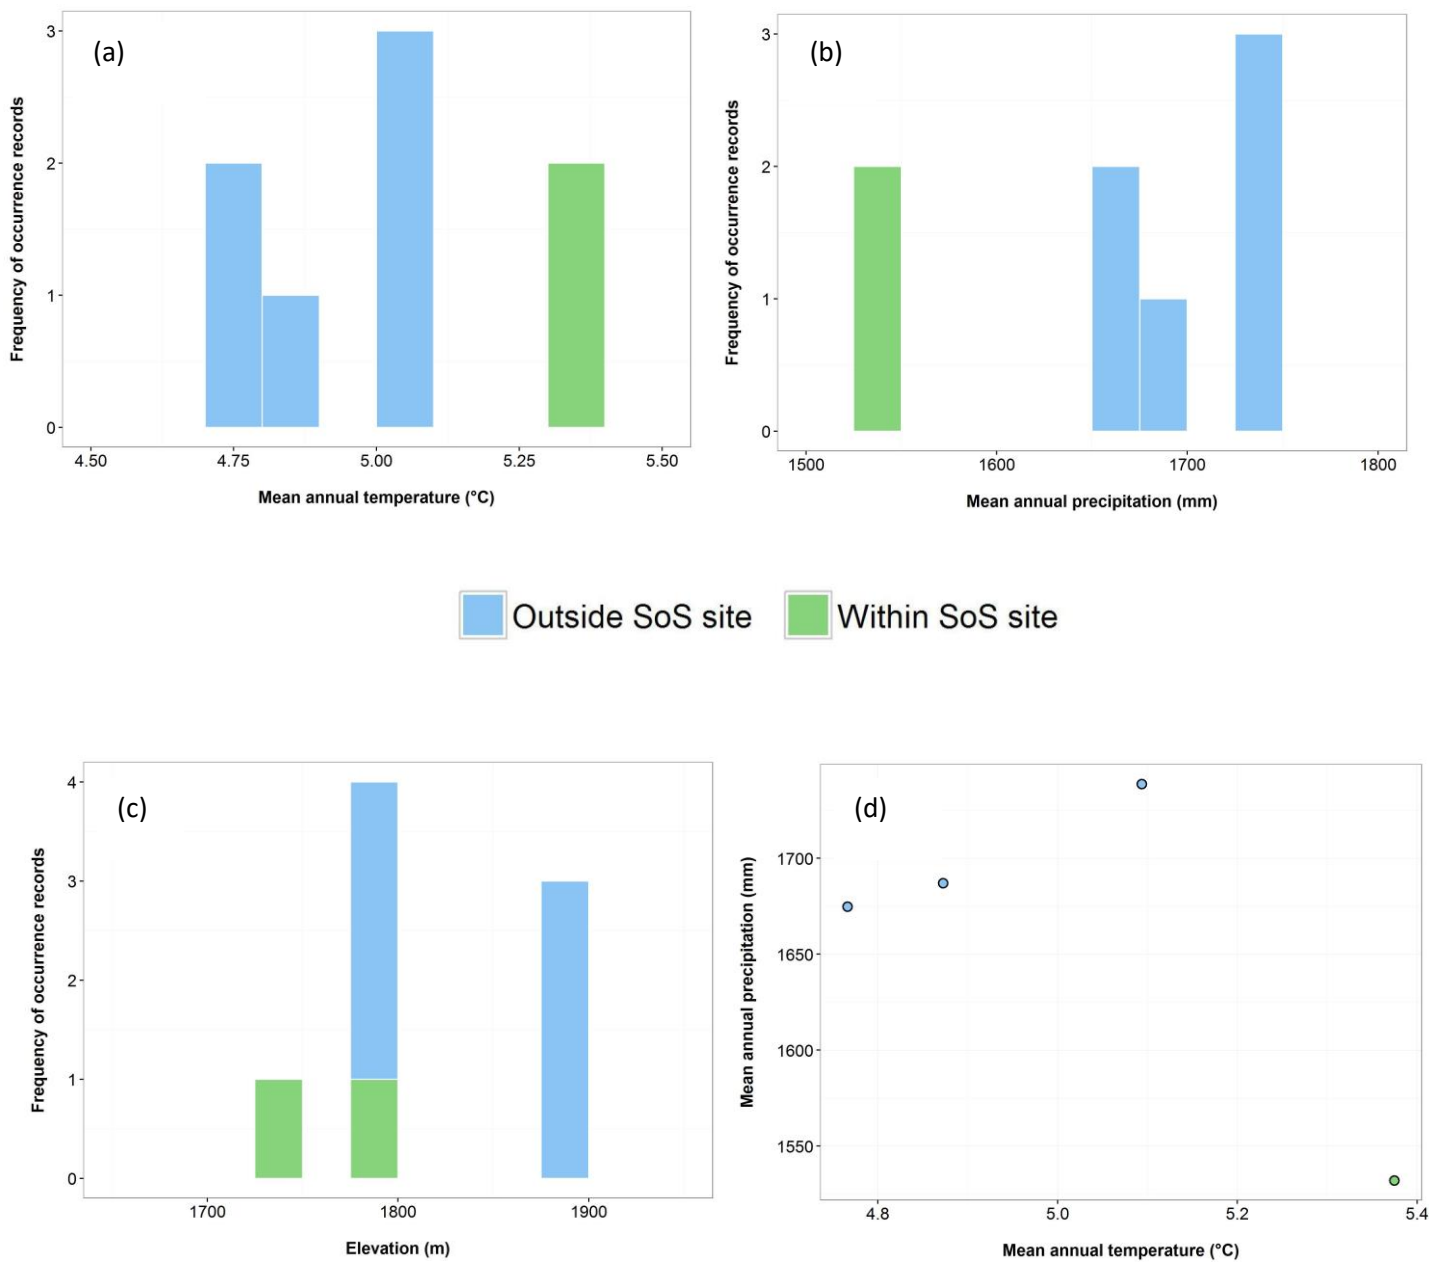 (a)
Frequency of occurrence records
3
2
1
0
4.50 4.75 5.00 5.25 5.50
Mean annual temperature (°C)
(b)
Frequency of occurrence records
3
2
1
0
1500 1600 1700 1800
Mean annual precipitation (mm)
Outside SoS site
Within SoS site
(c)
Frequency of occurrence records
4
3
2
1
0
1700 1800 1900
Elevation (m)
(d)
Mean annual precipitation (mm)
1700
1650
1600
1550
4.8 5.0 5.2 5.4
Mean annual temperature (°C)